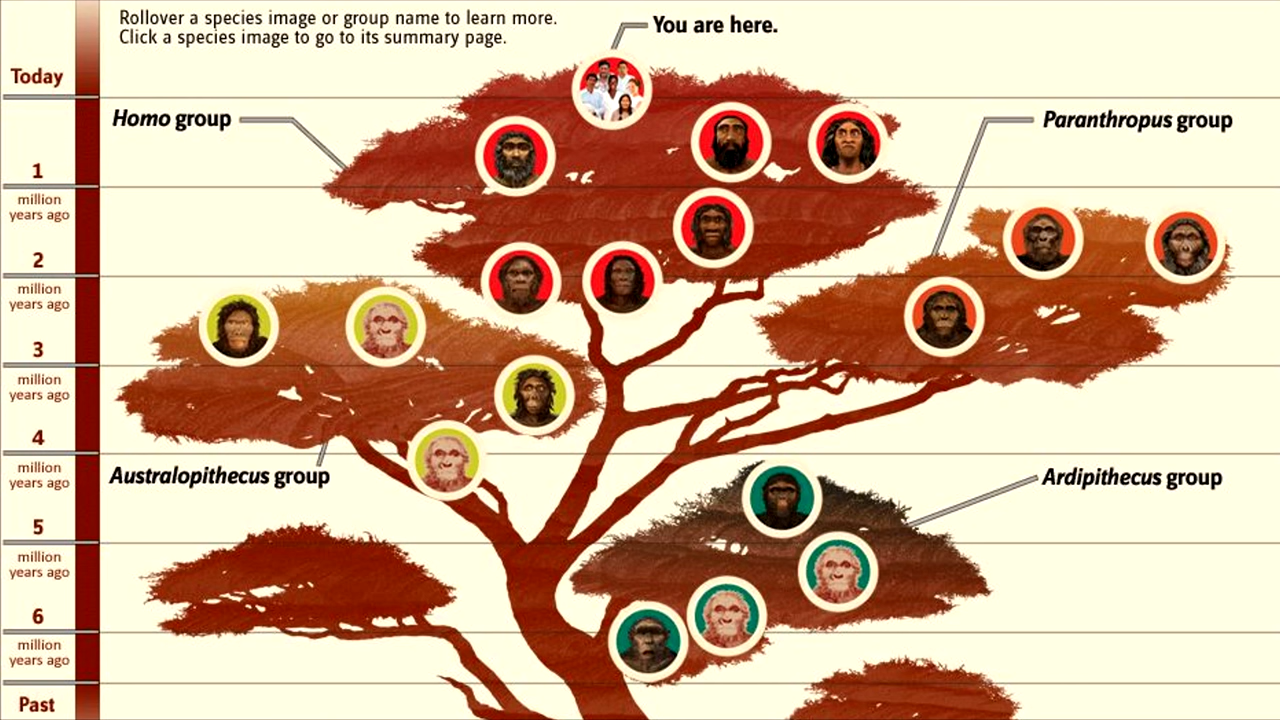 Rollover a species image or group name to learn more.
Click a species image to go to its summary page.
You are here.
Today
Homo group
Paranthropus group
1
million
years ago
2
million
years ago
3
million
years ago
4
million
years ago
Australopithecus group
Ardipithecus group
5
million
years ago
6
million
years ago
Past